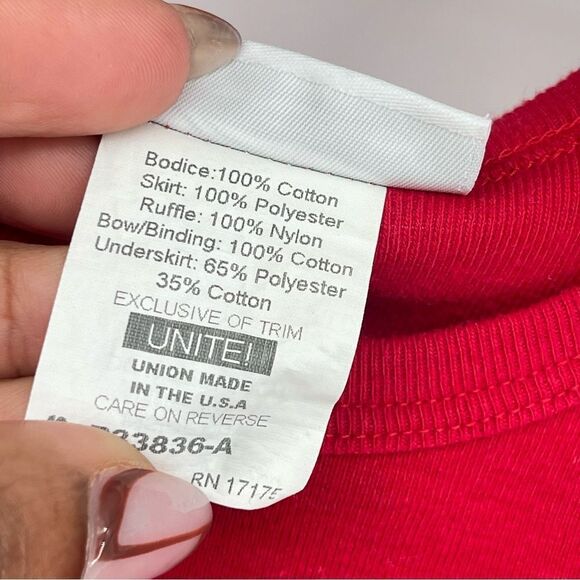 Bodice:100% Cotton
Skirt: 100% Polyester
Ruffle: 100% Nylon
Bow/Binding: 100% Cotton
Underskirt: 65% Polyester
35% Cotton
EXCLUSIVE OF TRIM
UNITE!
UNION MADE
IN THE U.S.A
CARE ON REVERSE
33836-A
RN 17175